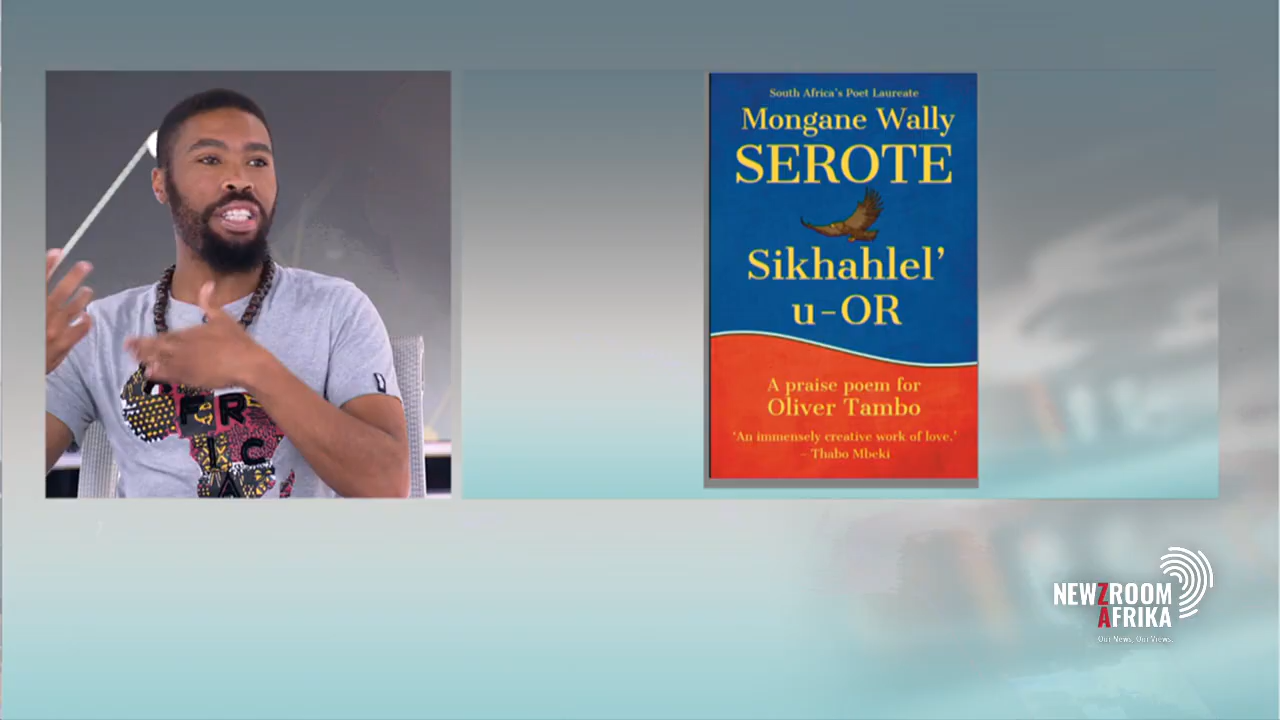 AFRICA
South Africa's Poet Laureate
Mongane Wally
SEROTE
Sikhahlel'
u-OR
A praise poem for
Oliver Tambo
'An immensely creative work of love.'
– Thabo Mbeki
NEWZROOM
AFRIKA
Our News. Our Views.